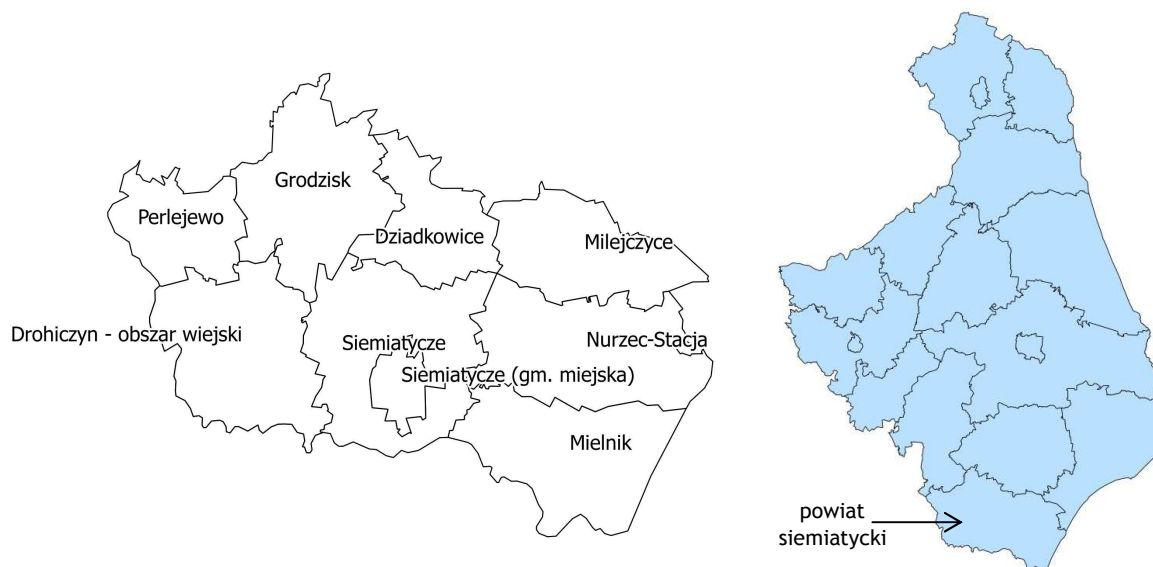 Grodzisk
Perlejewo
Dziadkowice
Milejczyce
Drohiczyn - obszar wiejski
Siemiatycze
Nurzec-Stacja
Siemiatycze (gm. miejska)
Mielnik
powiat
siemiatycki